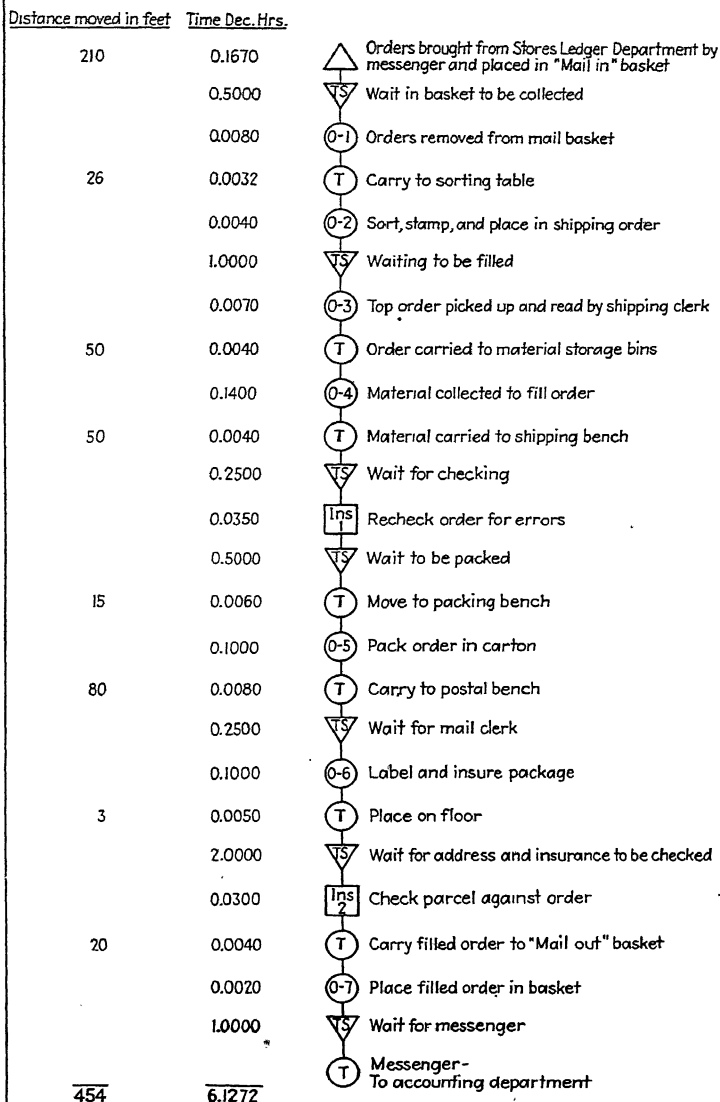 Distance moved in feet Time Dec. Hrs.
210 0.1670 Orders brought from Stores Ledger Department by
messenger and placed in "Mail in" basket
0.5000 TS Wait in basket to be collected
0.0080 0-1 Orders removed from mail basket
26 0.0032 T Carry to sorting table
0.0040 0-2 Sort, stamp, and place in shipping order
1.0000 TS Waiting to be filled
0.0070 0-3 Top order picked up and read by shipping clerk
50 0.0040 T Order carried to material storage bins
0.1400 0-4 Material collected to fill order
50 0.0040 T Material carried to shipping bench
0.2500 TS Wait for checking
0.0350 Ins 1 Recheck order for errors
0.5000 TS Wait to be packed
15 0.0060 T Move to packing bench
0.1000 0-5 Pack order in carton
80 0.0080 T Carry to postal bench
0.2500 TS Wait for mail clerk
0.1000 0-6 Label and insure package
3 0.0050 T Place on floor
2.0000 TS Wait for address and insurance to be checked
0.0300 Ins 2 Check parcel against order
20 0.0040 T Carry filled order to "Mail out" basket
0.0020 0-7 Place filled order in basket
1.0000 TS Wait for messenger
T Messenger-
To accounting department
454 6.1272